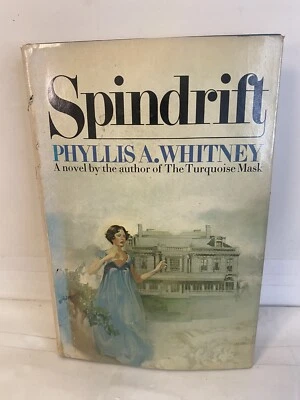 Spindrift
PHYLLIS A. WHITNEY
A novel by the author of The Turquoise Mask